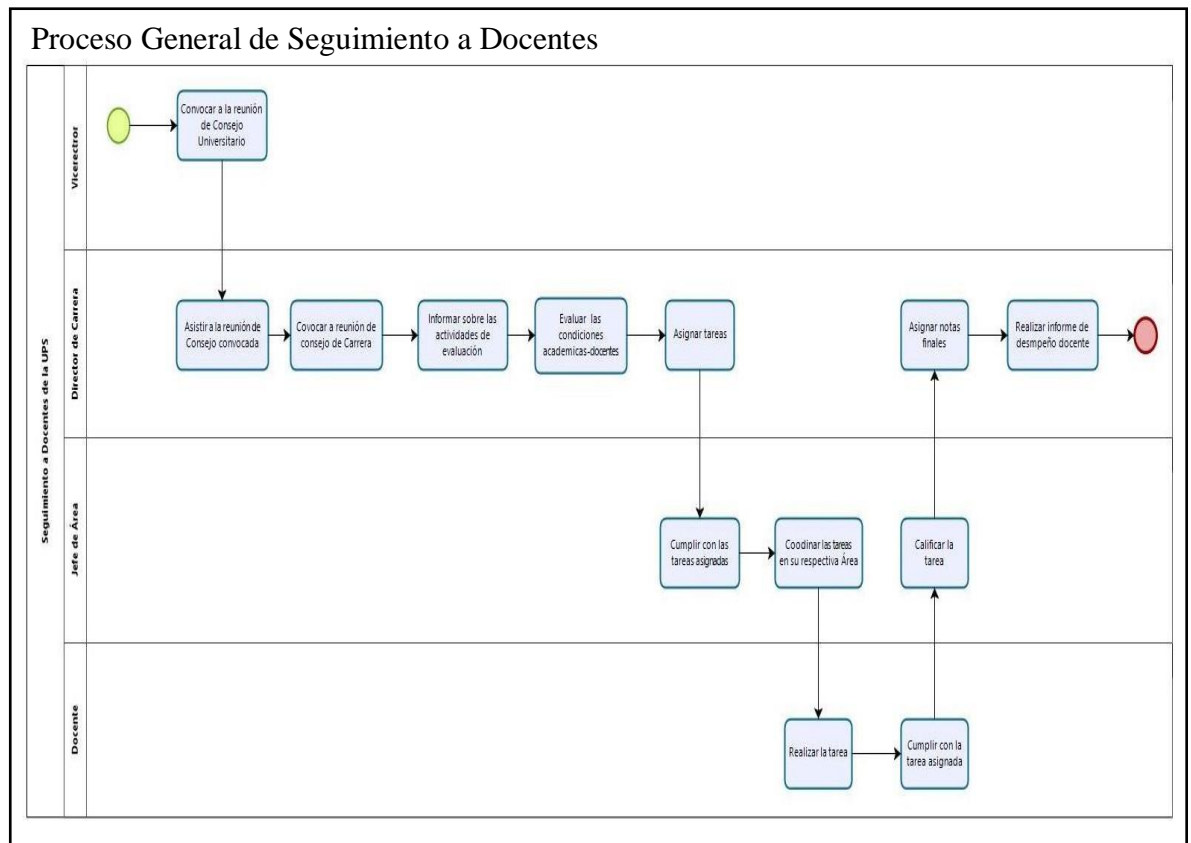 Proceso General de Seguimiento a Docentes
Seguimiento a Docentes de la UPS
Vicerectror
Convocar a la reunión
de Consejo
Universitario
Director de Carrera
Asistir a la reunión de
Consejo convocada
Covocar a reunión de
consejo de Carrera
Informar sobre las
actividades de
evaluación
Evaluar las
condiciones
academicas-docentes
Asignar tareas
Asignar notas
finales
Realizar informe de
desmpeño docente
Jefe de Área
Cumplir con las
tareas asignadas
Coodinar las tareas
en su respectiva Área
Calificar la
tarea
Docente
Realizar la tarea
Cumplir con la
tarea asignada